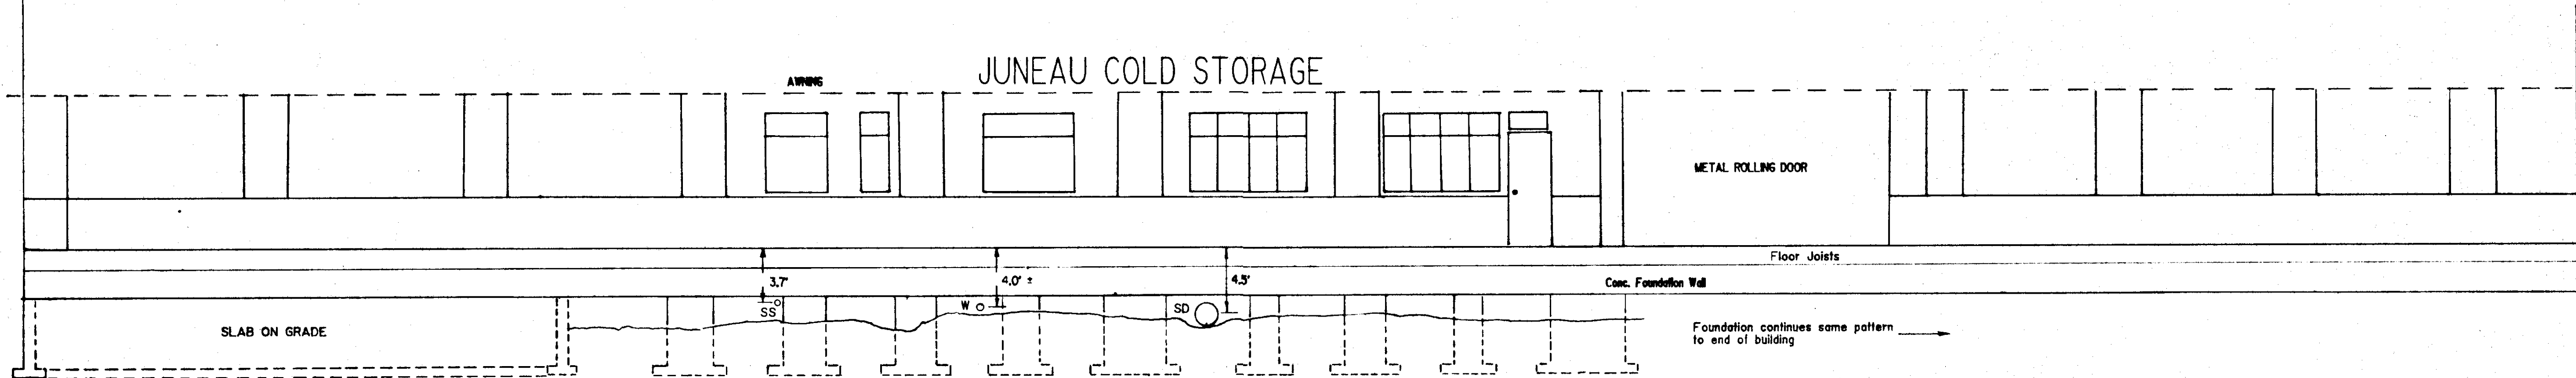 JUNEAU COLD STORAGE
AWNING
METAL ROLLING DOOR
Floor Joists
3.7'
4.0' ±
4.5'
Conc. Foundation Wall
SS
W
SD
SLAB ON GRADE
Foundation continues same pattern
to end of building